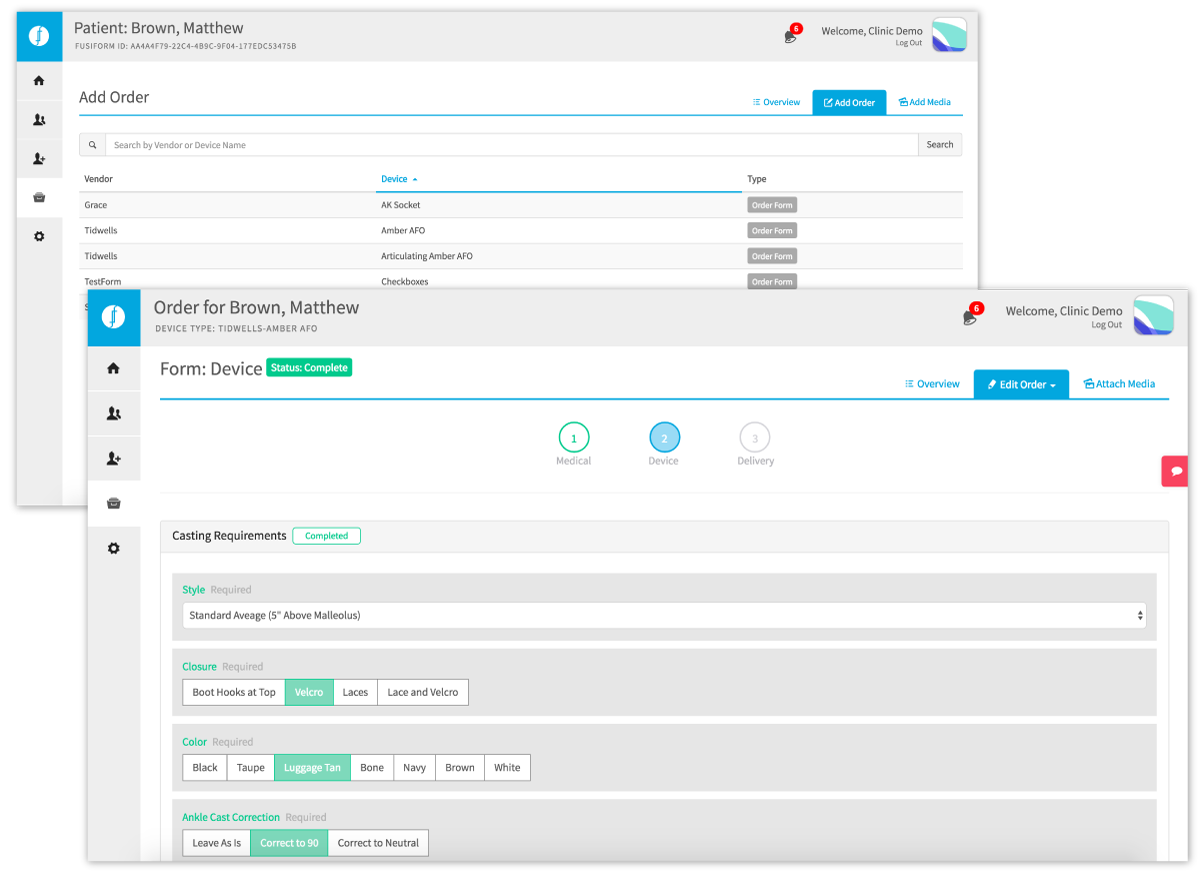 Patient: Brown, Matthew
FUSIFORM ID: AA4A4F79-22C4-4B9C-9F04-177EDC53475B
6
Welcome, Clinic Demo
Log Out
Add Order
Overview
Add Order
Add Media
Search by Vendor or Device Name
Search
Vendor Device Type
Grace AK Socket Order Form
Tidwells Amber AFO Order Form
Tidwells Articulating Amber AFO Order Form
TestForm Checkboxes Order Form
Order for Brown, Matthew
DEVICE TYPE: TIDWELLS-AMBER AFO
6
Welcome, Clinic Demo
Log Out
Form: Device Status: Complete
Overview
Edit Order
Attach Media
1 2 3
Medical Device Delivery
Casting Requirements Completed
Style Required
Standard Aveage (5" Above Malleolus)
Closure Required
Boot Hooks at Top Velcro Laces Lace and Velcro
Color Required
Black Taupe Luggage Tan Bone Navy Brown White
Ankle Cast Correction Required
Leave As Is Correct to 90 Correct to Neutral